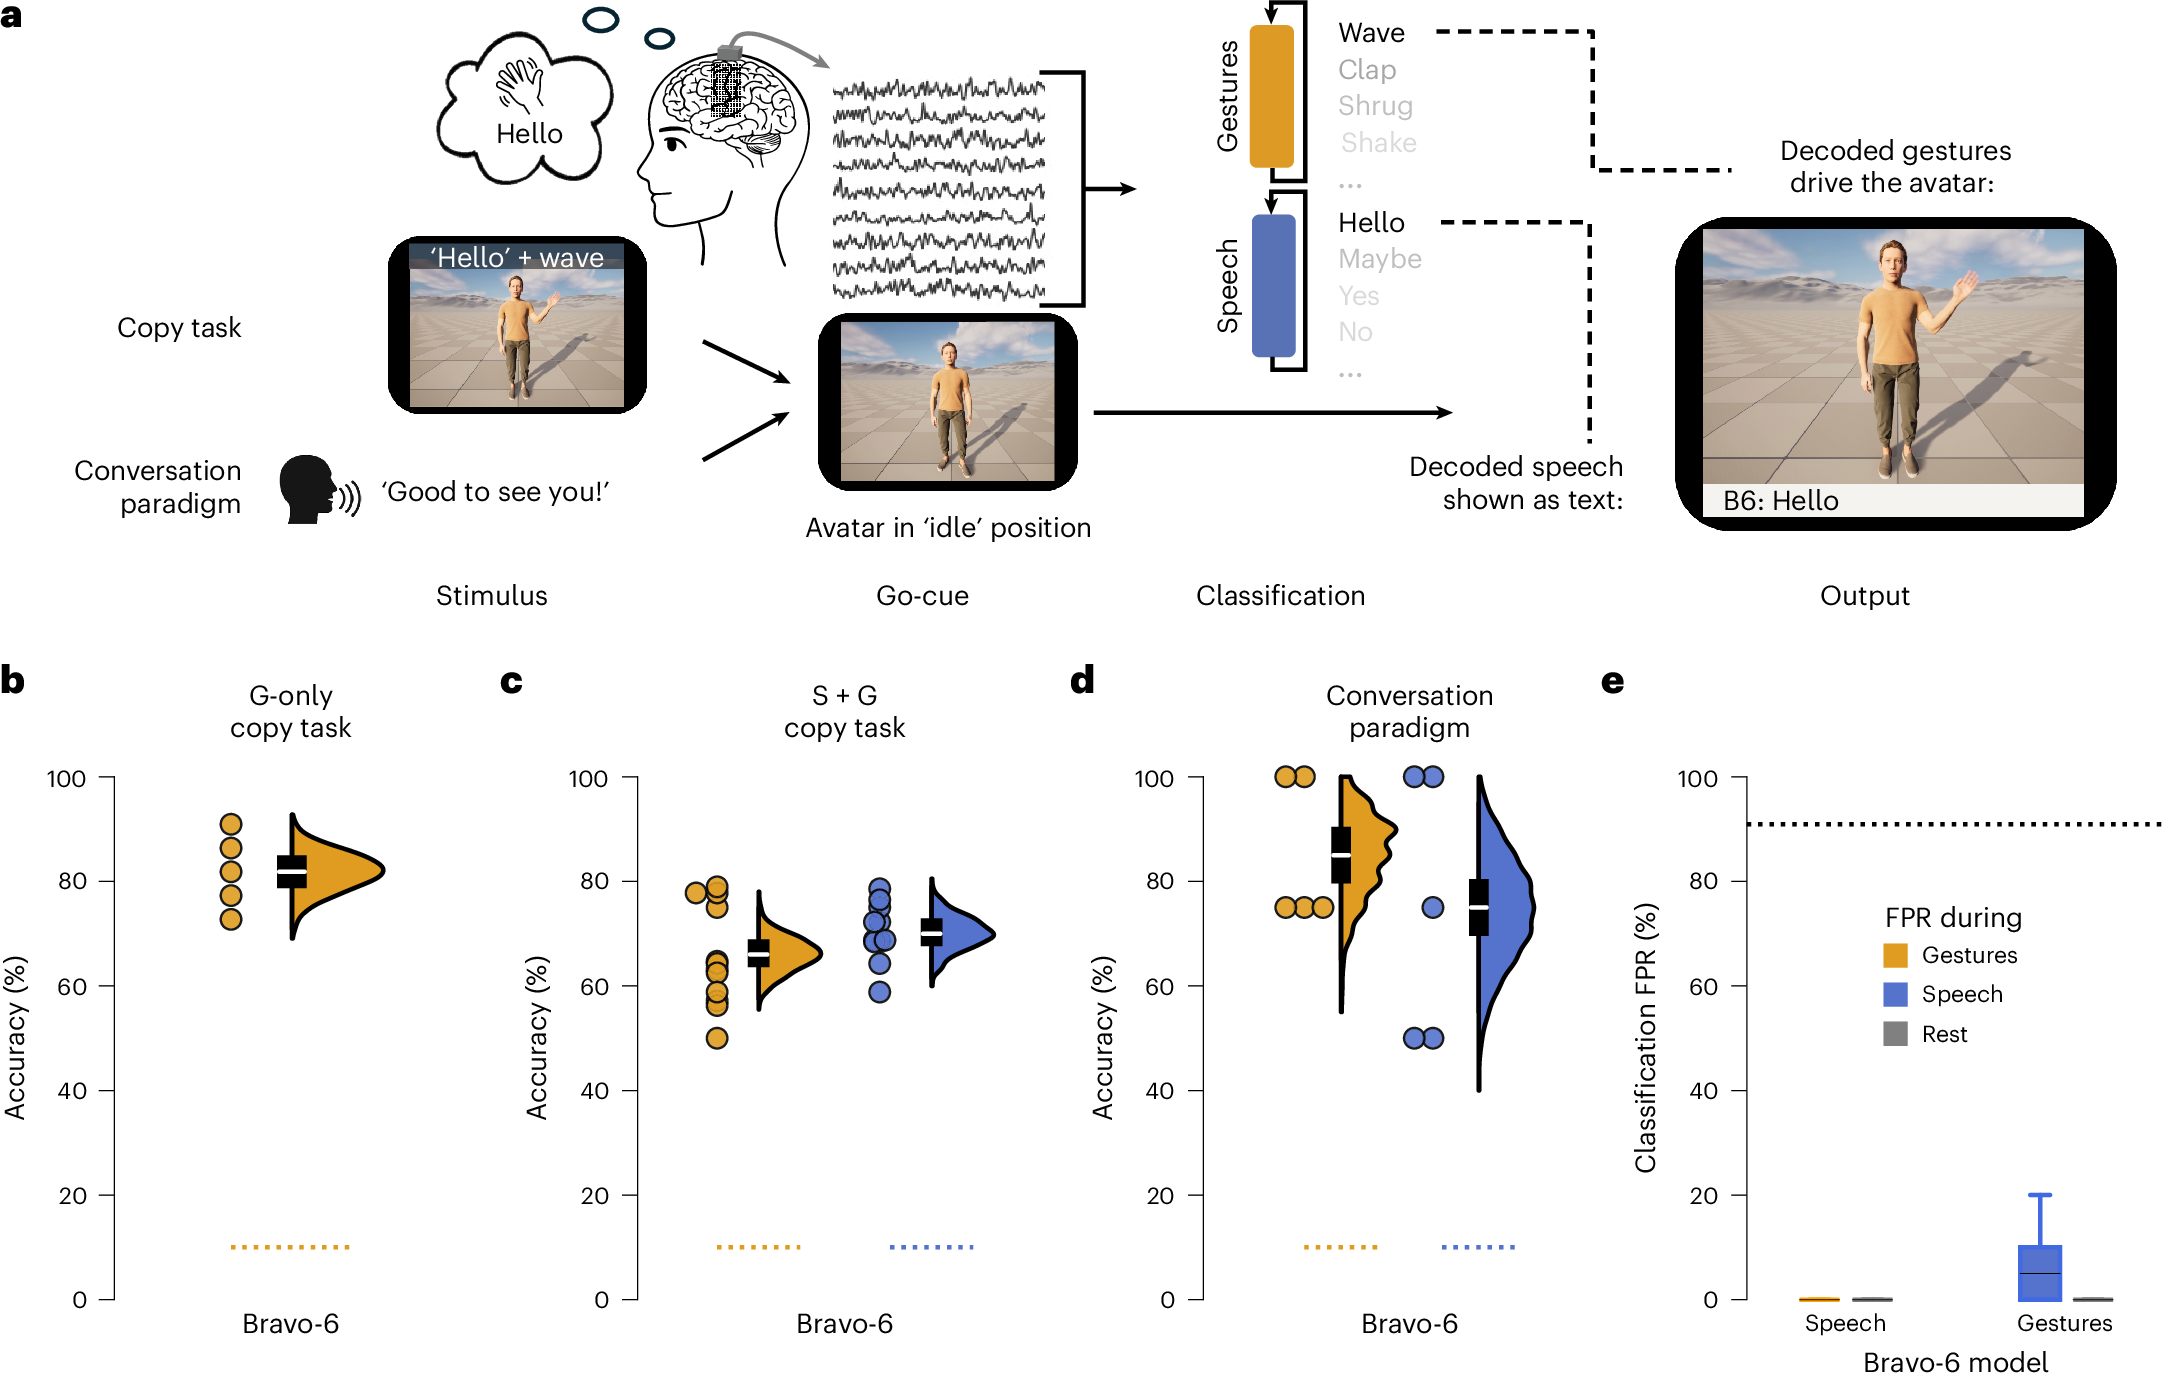 a
Hello
'Hello' + wave
Copy task
Conversation
paradigm
'Good to see you!'
Avatar in 'idle' position
Gestures
Wave
Clap
Shrug
Shake
...
Speech
Hello
Maybe
Yes
No
...
Decoded gestures
drive the avatar:
Decoded speech
shown as text:
B6: Hello
Stimulus
Go-cue
Classification
Output
b
G-only
copy task
Accuracy (%)
100
80
60
40
20
0
Bravo-6
c
S + G
copy task
Accuracy (%)
100
80
60
40
20
0
Bravo-6
d
Conversation
paradigm
Accuracy (%)
100
80
60
40
20
0
Bravo-6
e
Classification FPR (%)
100
80
60
40
20
0
FPR during
Gestures
Speech
Rest
Speech
Gestures
Bravo-6 model